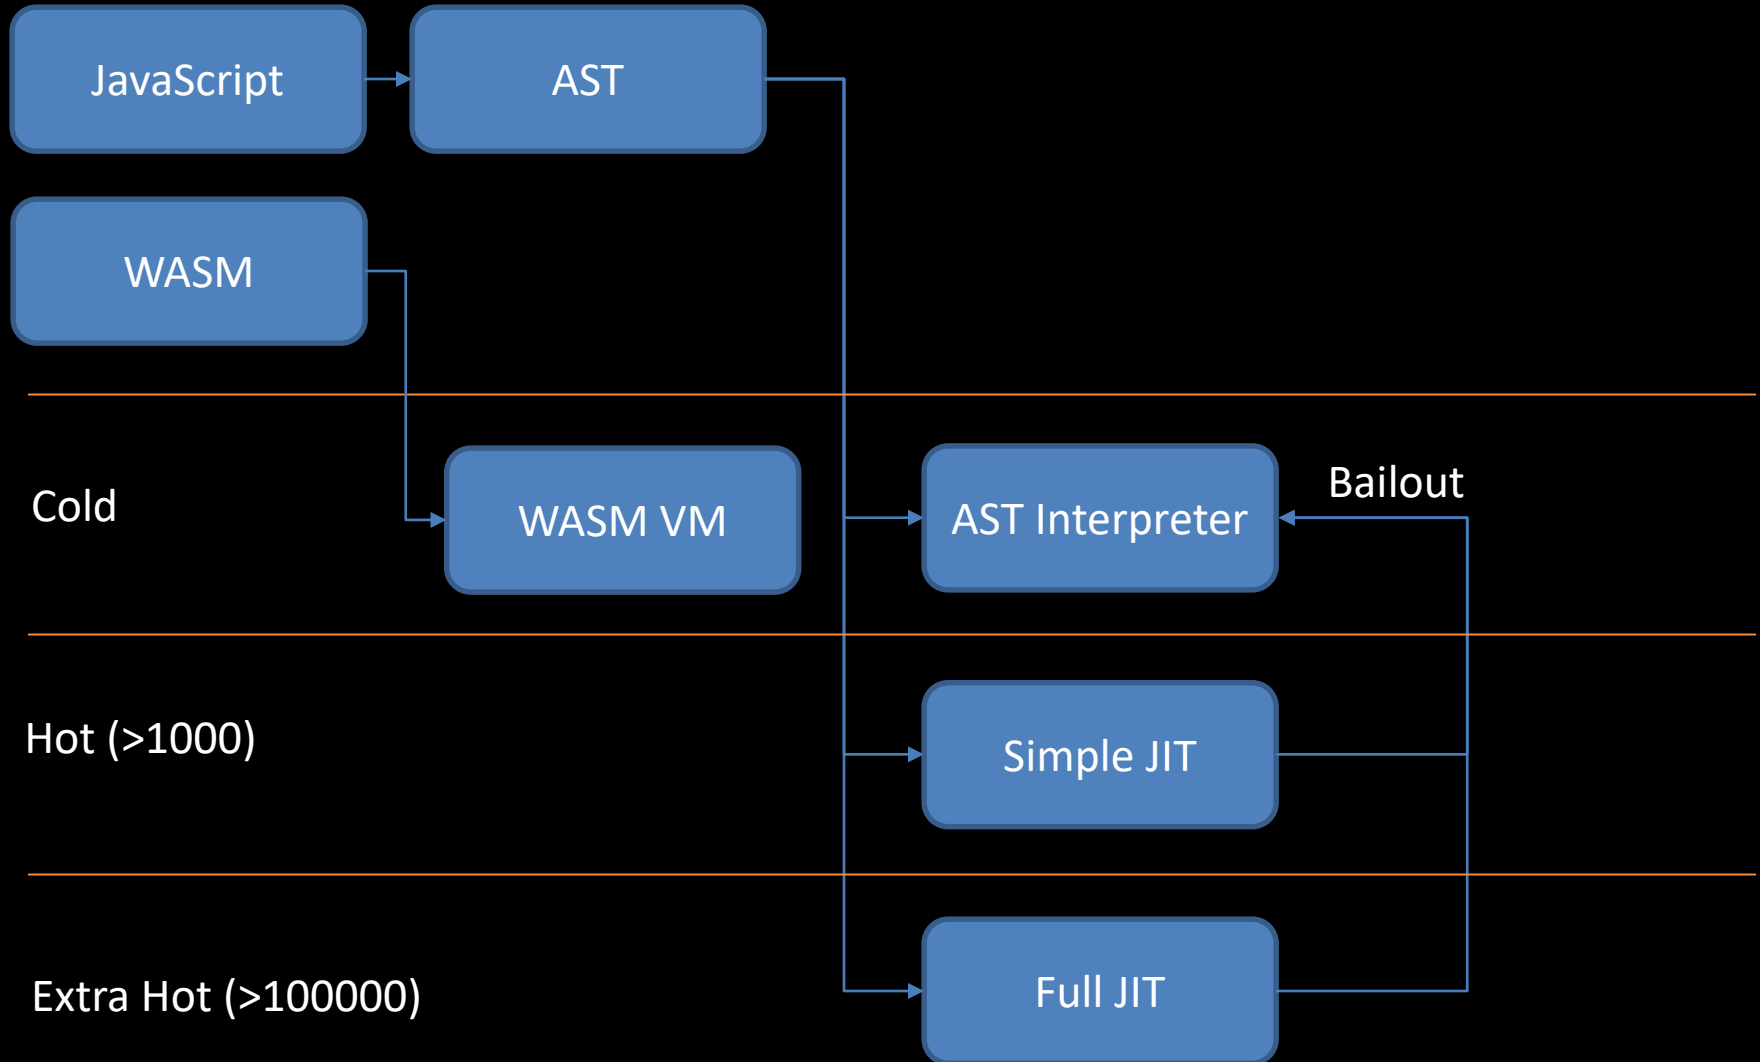 JavaScript
AST
WASM
Cold
WASM VM
AST Interpreter
Bailout
Hot (>1000)
Simple JIT
Extra Hot (>100000)
Full JIT